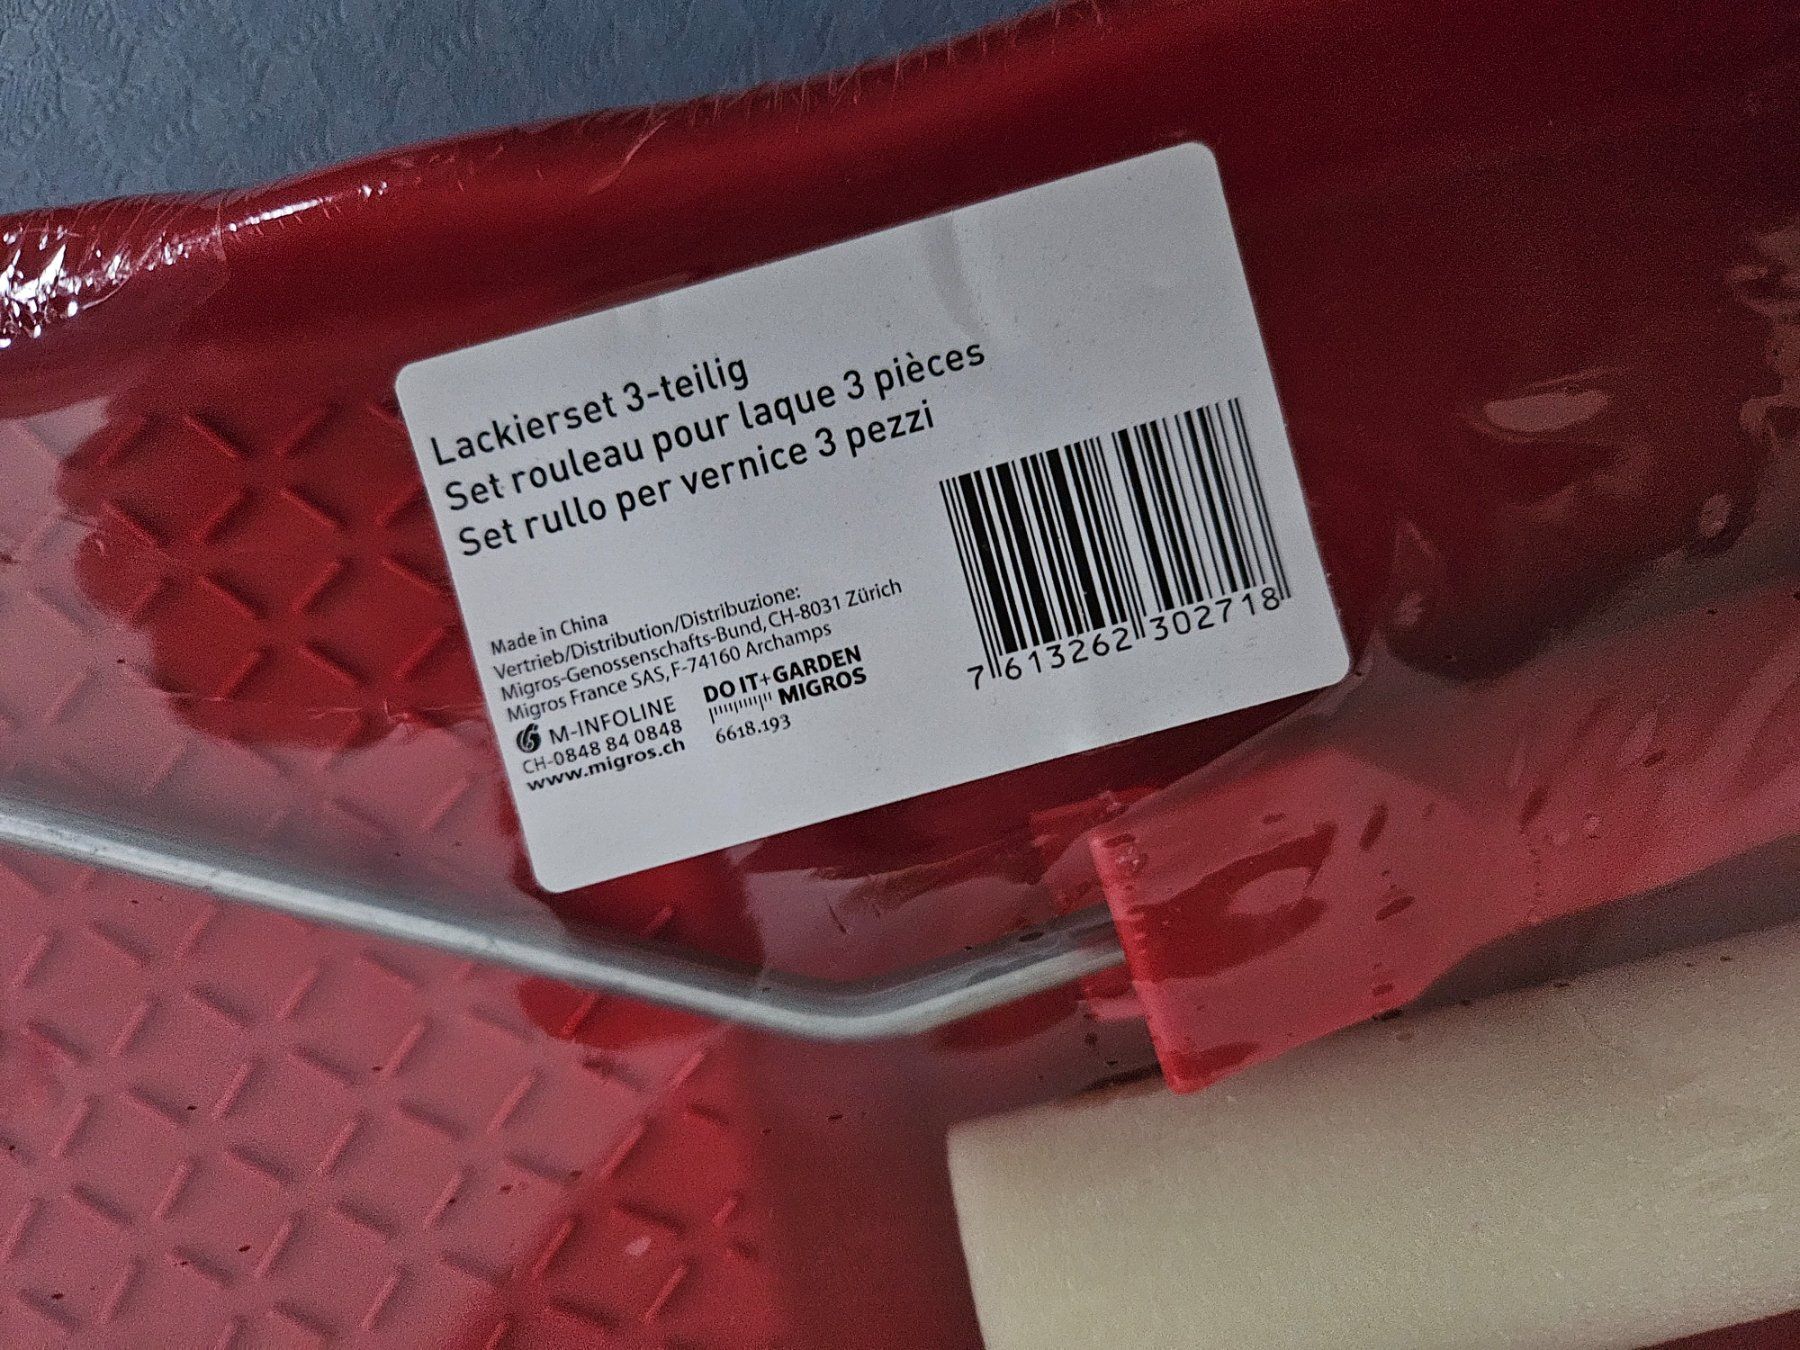 Lackierset 3-teilig
Set rouleau pour laque 3 pièces
Set rullo per vernice 3 pezzi
Made in China
Vertrieb/Distribution/Distribuzione:
Migros-Genossenschafts-Bund, CH-8031 Zürich
Migros France SAS, F-74160 Archamps
M-INFOLINE
CH-0848 84 0848
www.migros.ch
DO IT+GARDEN
MIGROS
6618.193
7 613262 302718